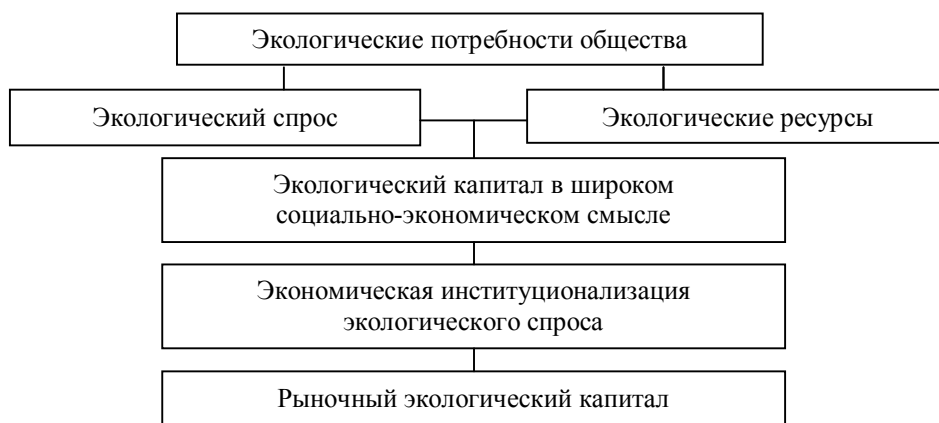 Экологические потребности общества
Экологический спрос
Экологические ресурсы
Экологический капитал в широком
социально-экономическом смысле
Экономическая институционализация
экологического спроса
Рыночный экологический капитал